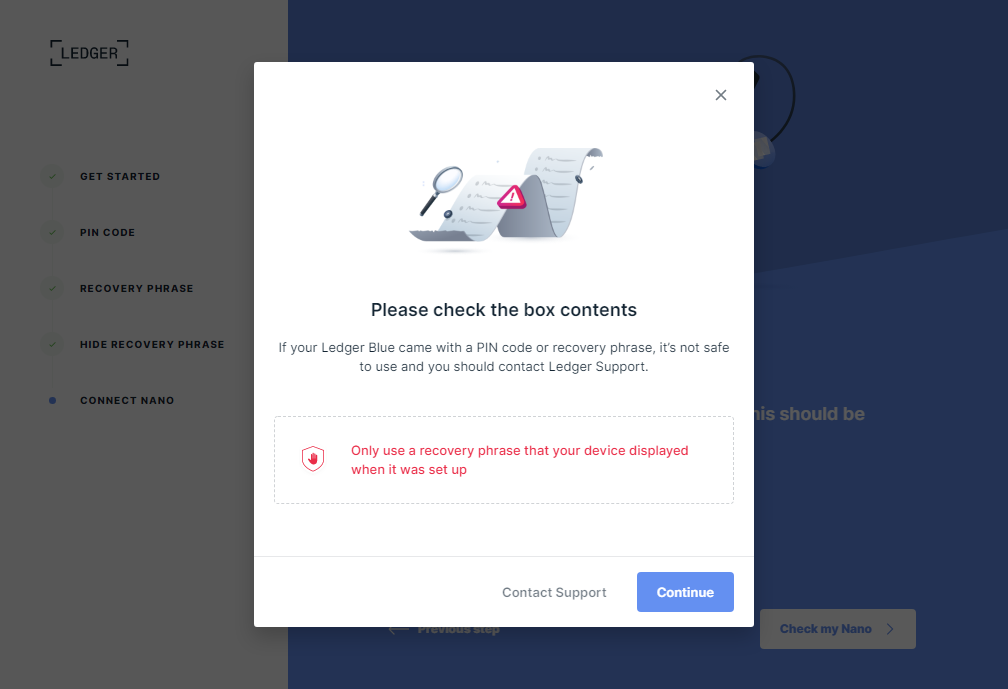 LEDGER
GET STARTED
PIN CODE
RECOVERY PHRASE
HIDE RECOVERY PHRASE
CONNECT NANO
Please check the box contents
If your Ledger Blue came with a PIN code or recovery phrase, it’s not safe
to use and you should contact Ledger Support.
Only use a recovery phrase that your device displayed
when it was set up
Contact Support
Continue
should be
Previous step
Check my Nano